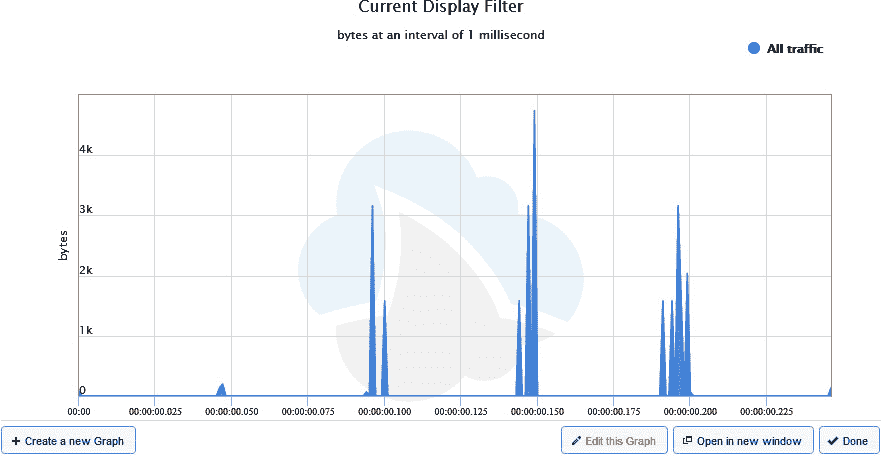 Current Display Filter
bytes at an interval of 1 millisecond
All traffic
4k
3k
bytes
2k
1k
0
00:00 00:00:00.025 00:00:00.050 00:00:00.075 00:00:00.100 00:00:00.125 00:00:00.150 00:00:00.175 00:00:00.200 00:00:00.225
+ Create a new Graph Edit this Graph Open in new window Done